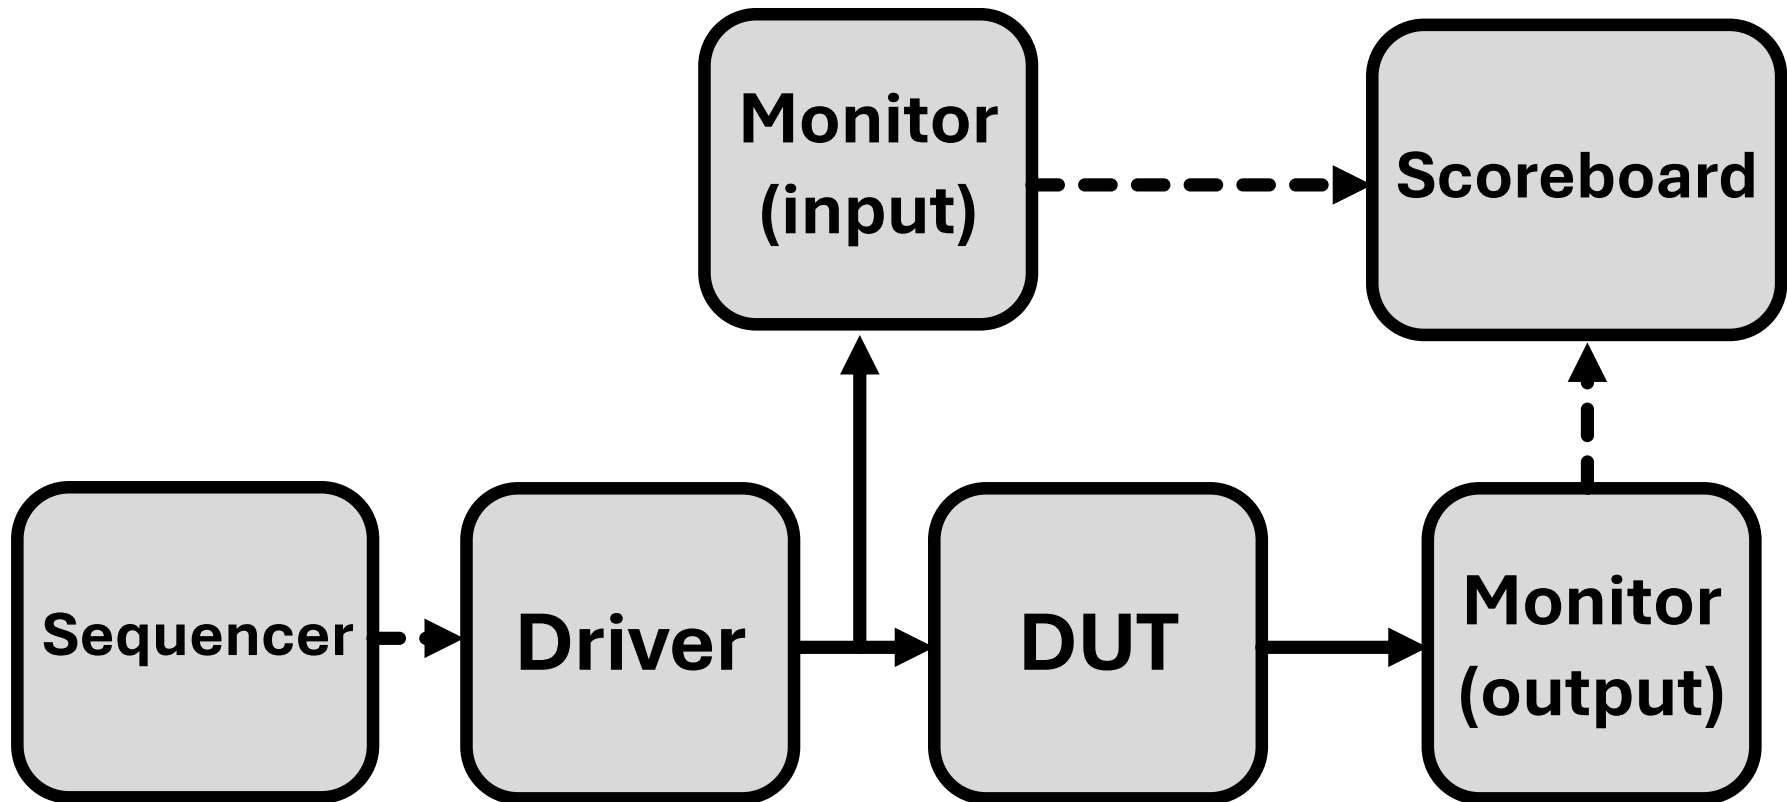 Monitor
(input)
Scoreboard
Sequencer
Driver
DUT
Monitor
(output)